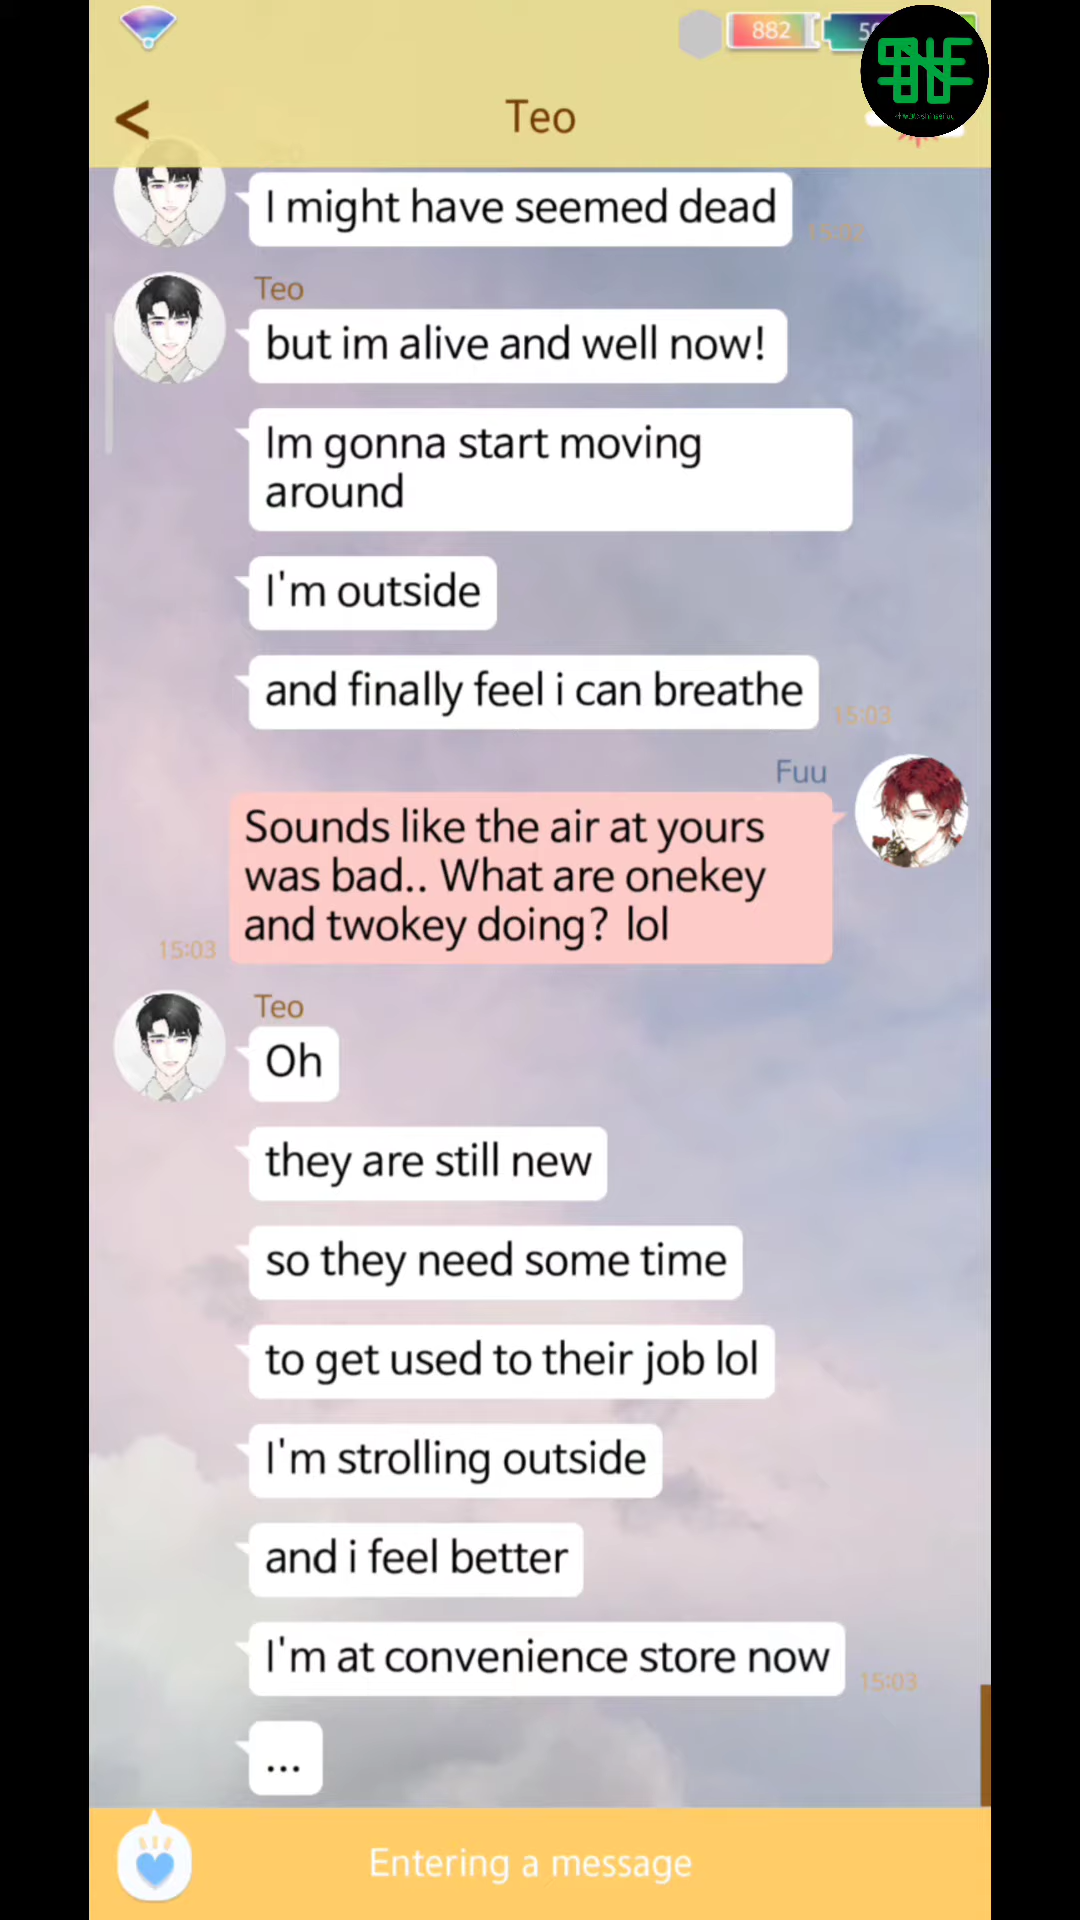 882
<
Teo
I might have seemed dead
15:02
Teo
but im alive and well now!
Im gonna start moving
around
I'm outside
and finally feel i can breathe
15:03
Fuu
Sounds like the air at yours
was bad.. What are onekey
and twokey doing? lol
15:03
Teo
Oh
they are still new
so they need some time
to get used to their job lol
I'm strolling outside
and i feel better
I'm at convenience store now
15:03
...
Entering a message